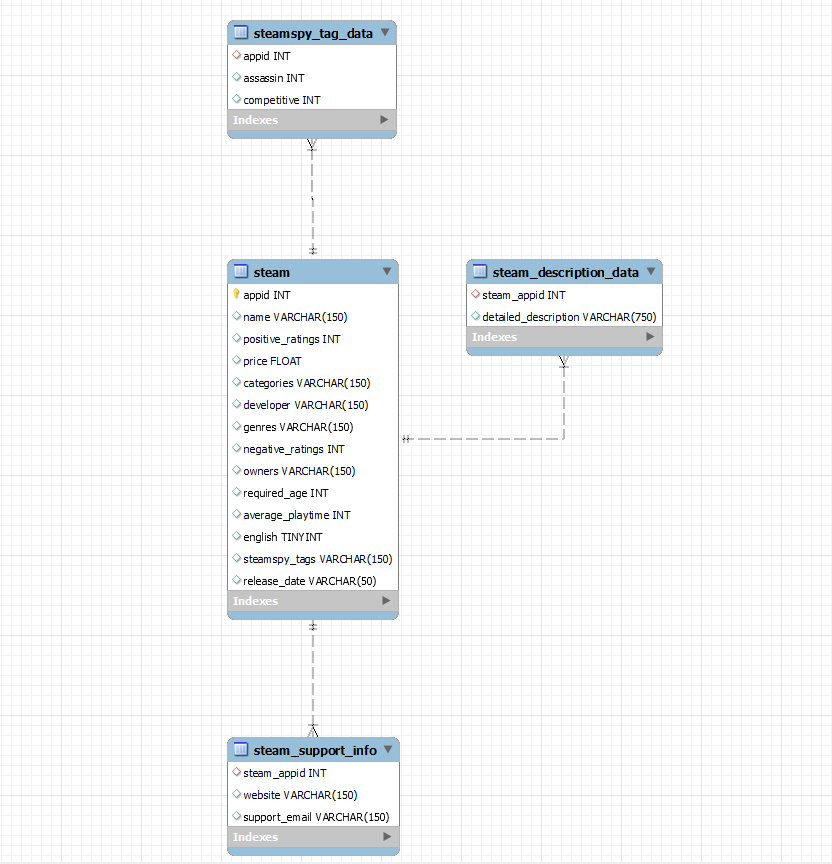 steamspy_tag_data
appid INT
assassin INT
competitive INT
Indexes
steam
appid INT
name VARCHAR(150)
positive_ratings INT
price FLOAT
categories VARCHAR(150)
developer VARCHAR(150)
genres VARCHAR(150)
negative_ratings INT
owners VARCHAR(150)
required_age INT
average_playtime INT
english TINYINT
steamspy_tags VARCHAR(150)
release_date VARCHAR(50)
Indexes
steam_description_data
steam_appid INT
detailed_description VARCHAR(750)
Indexes
steam_support_info
steam_appid INT
website VARCHAR(150)
support_email VARCHAR(150)
Indexes